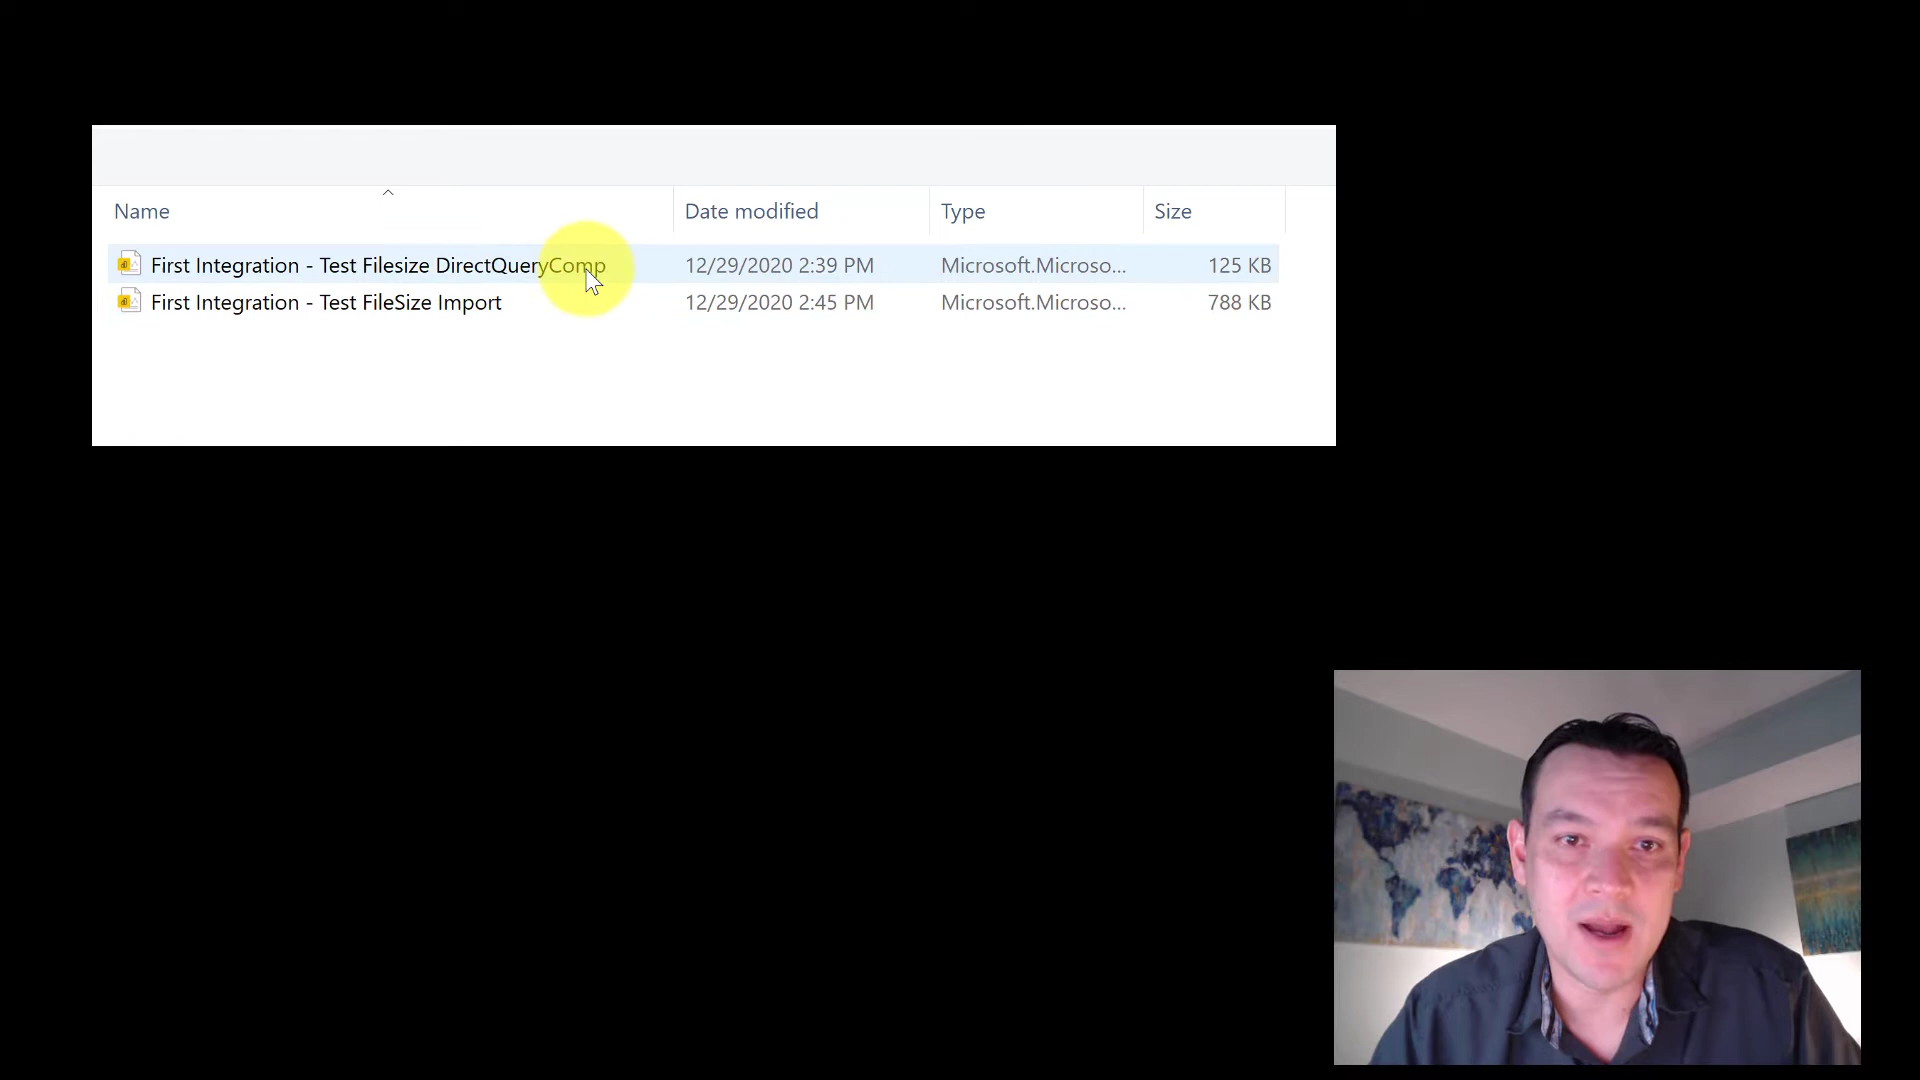 Name Date modified Type Size
First Integration - Test Filesize DirectQueryComp 12/29/2020 2:39 PM Microsoft.Microso... 125 KB
First Integration - Test FileSize Import 12/29/2020 2:45 PM Microsoft.Microso... 788 KB